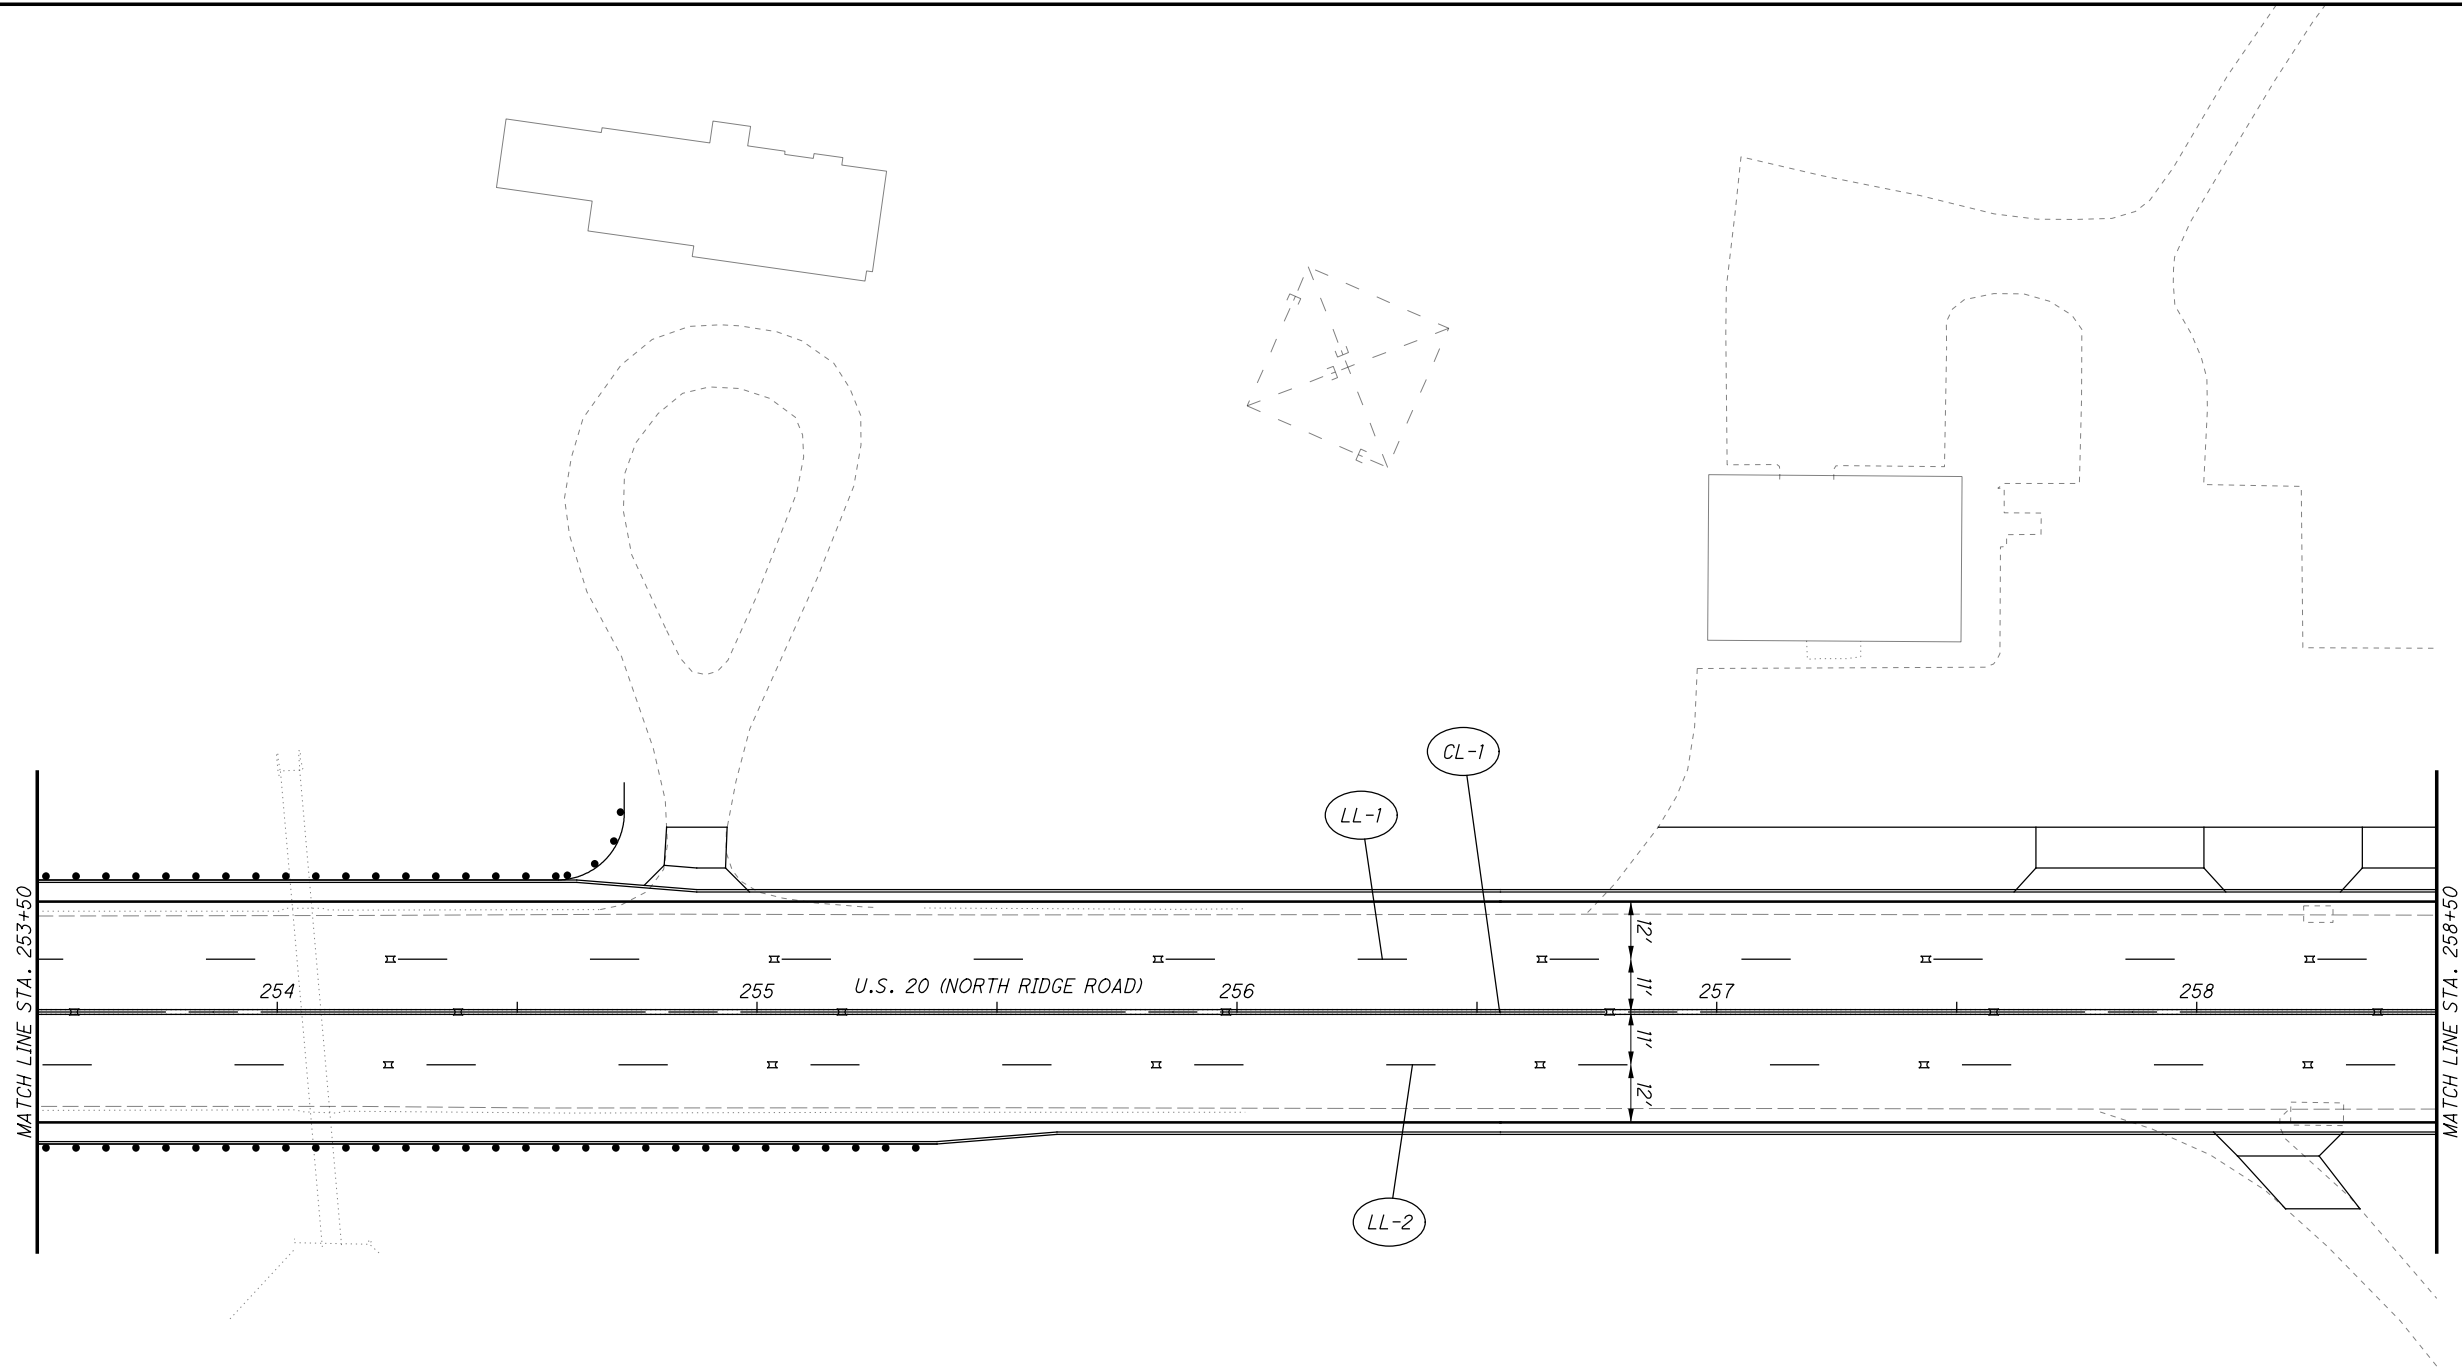 E
E
E
E
CL-1
LL-1
MATCH LINE STA. 253+50
MATCH LINE STA. 258+50
12'
11'
U.S. 20 (NORTH RIDGE ROAD)
254
255
256
257
258
11'
12'
LL-2